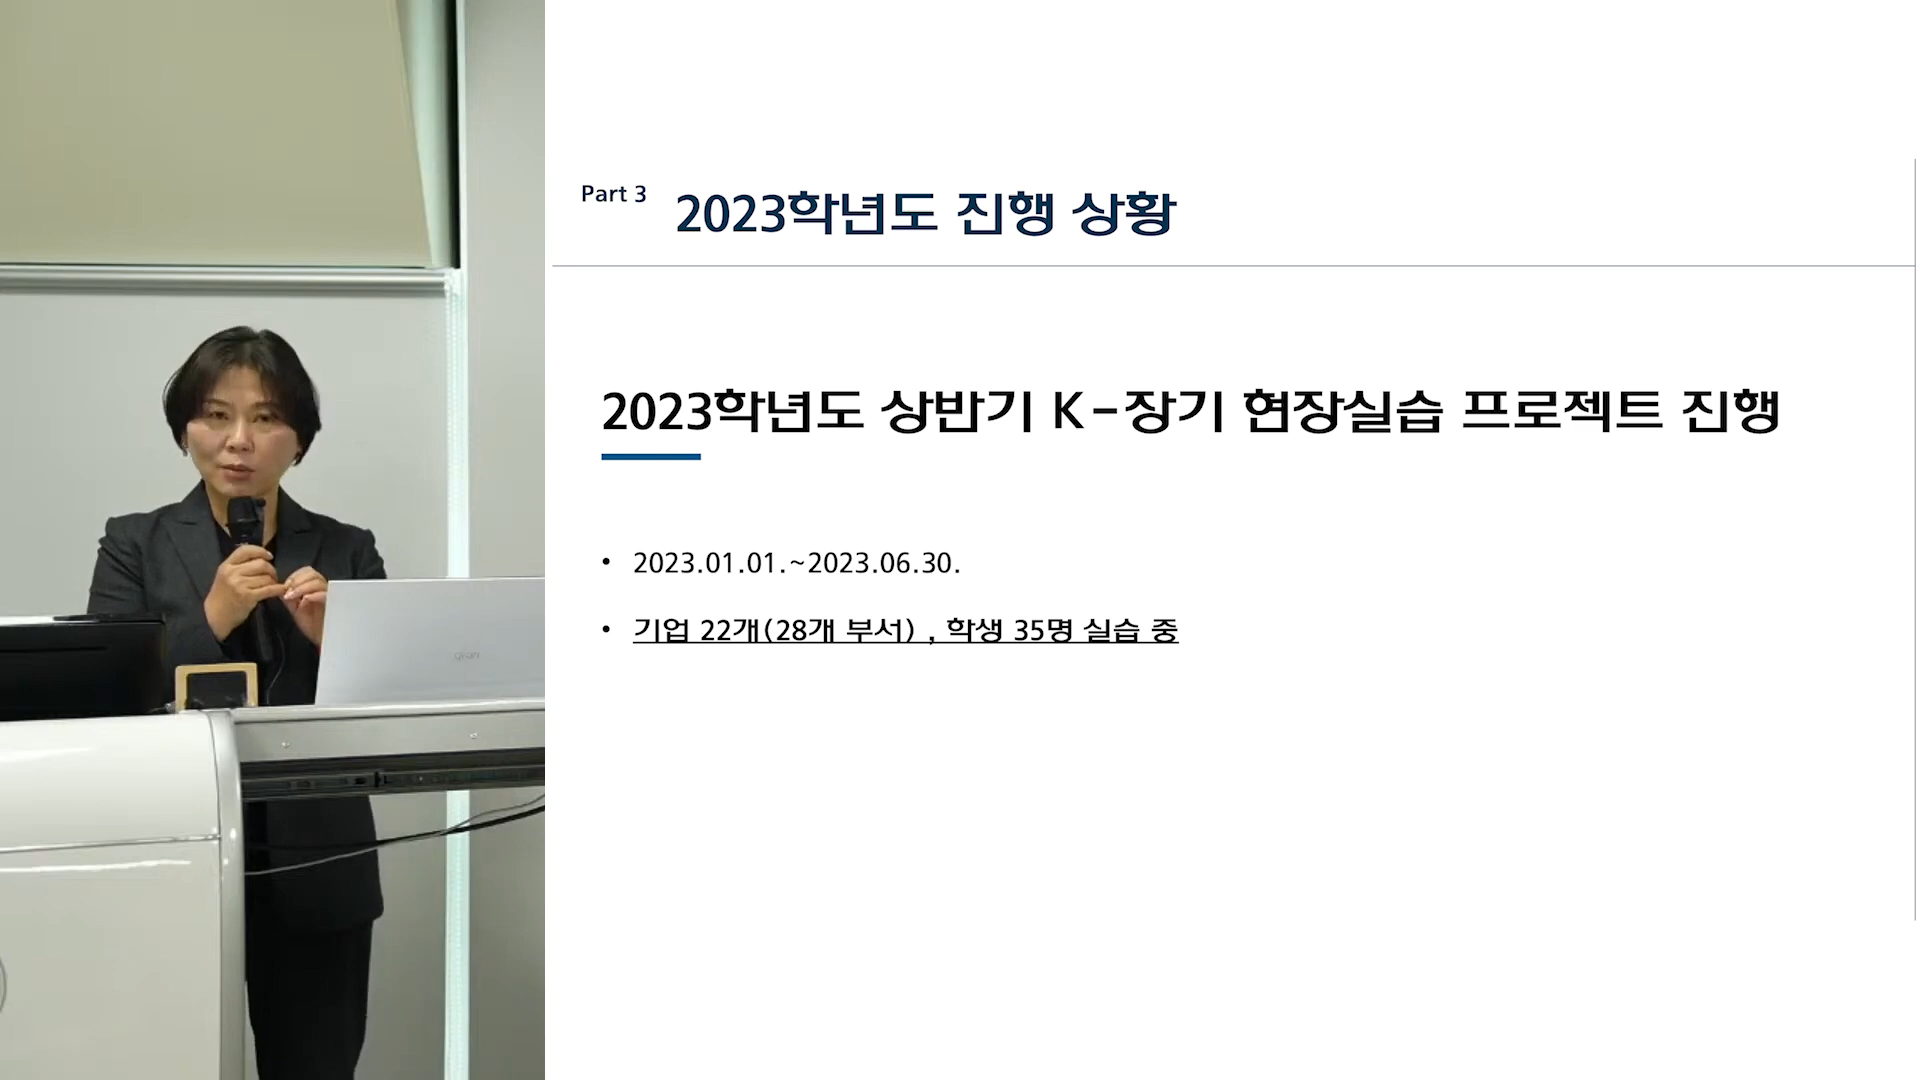 Part 3
2023학년도 진행 상황
2023학년도 상반기 K-장기 현장실습 프로젝트 진행
• 2023.01.01.~2023.06.30.
• 기업 22개(28개 부서) , 학생 35명 실습 중
gram